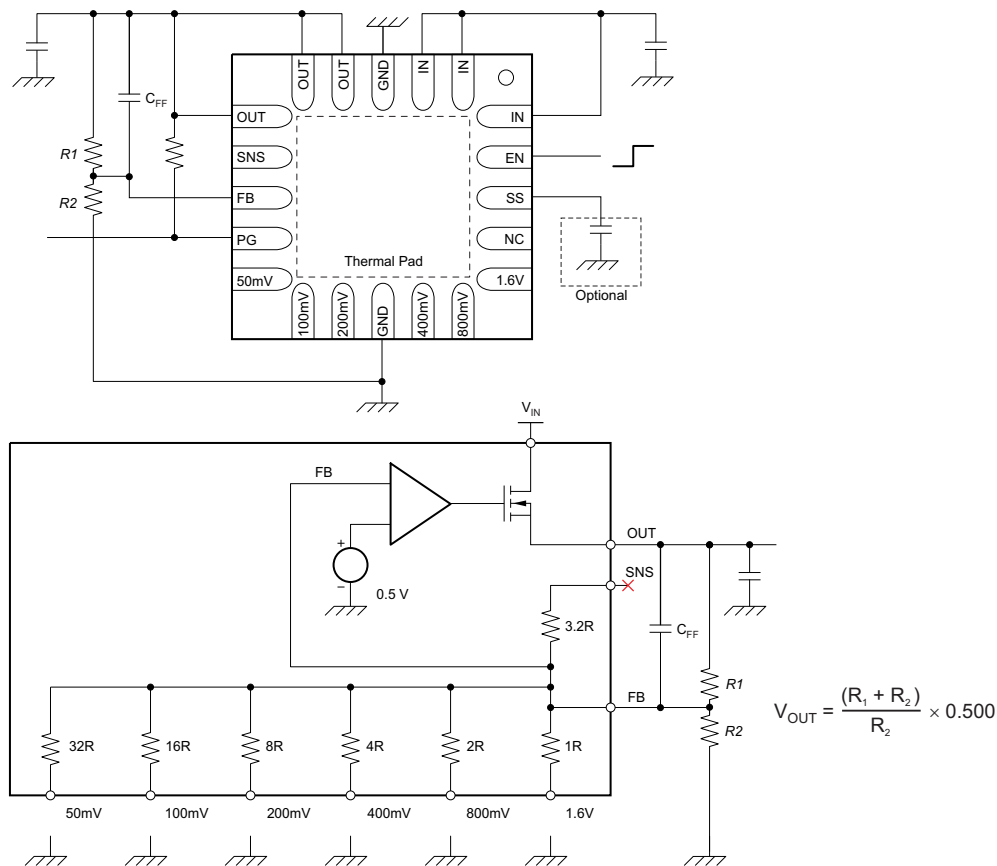 OUT
OUT
GND
IN
IN
C_FF
OUT
IN
R1
SNS
EN
R2
FB
SS
PG
NC
Thermal Pad
50mV
1.6V
Optional
100mV
200mV
GND
400mV
800mV
V_IN
FB
OUT
+
SNS
−
0.5 V
3.2R
C_FF
R1
FB
V_OUT = (R_1 + R_2) / R_2 × 0.500
R2
32R
16R
8R
4R
2R
1R
50mV
100mV
200mV
400mV
800mV
1.6V